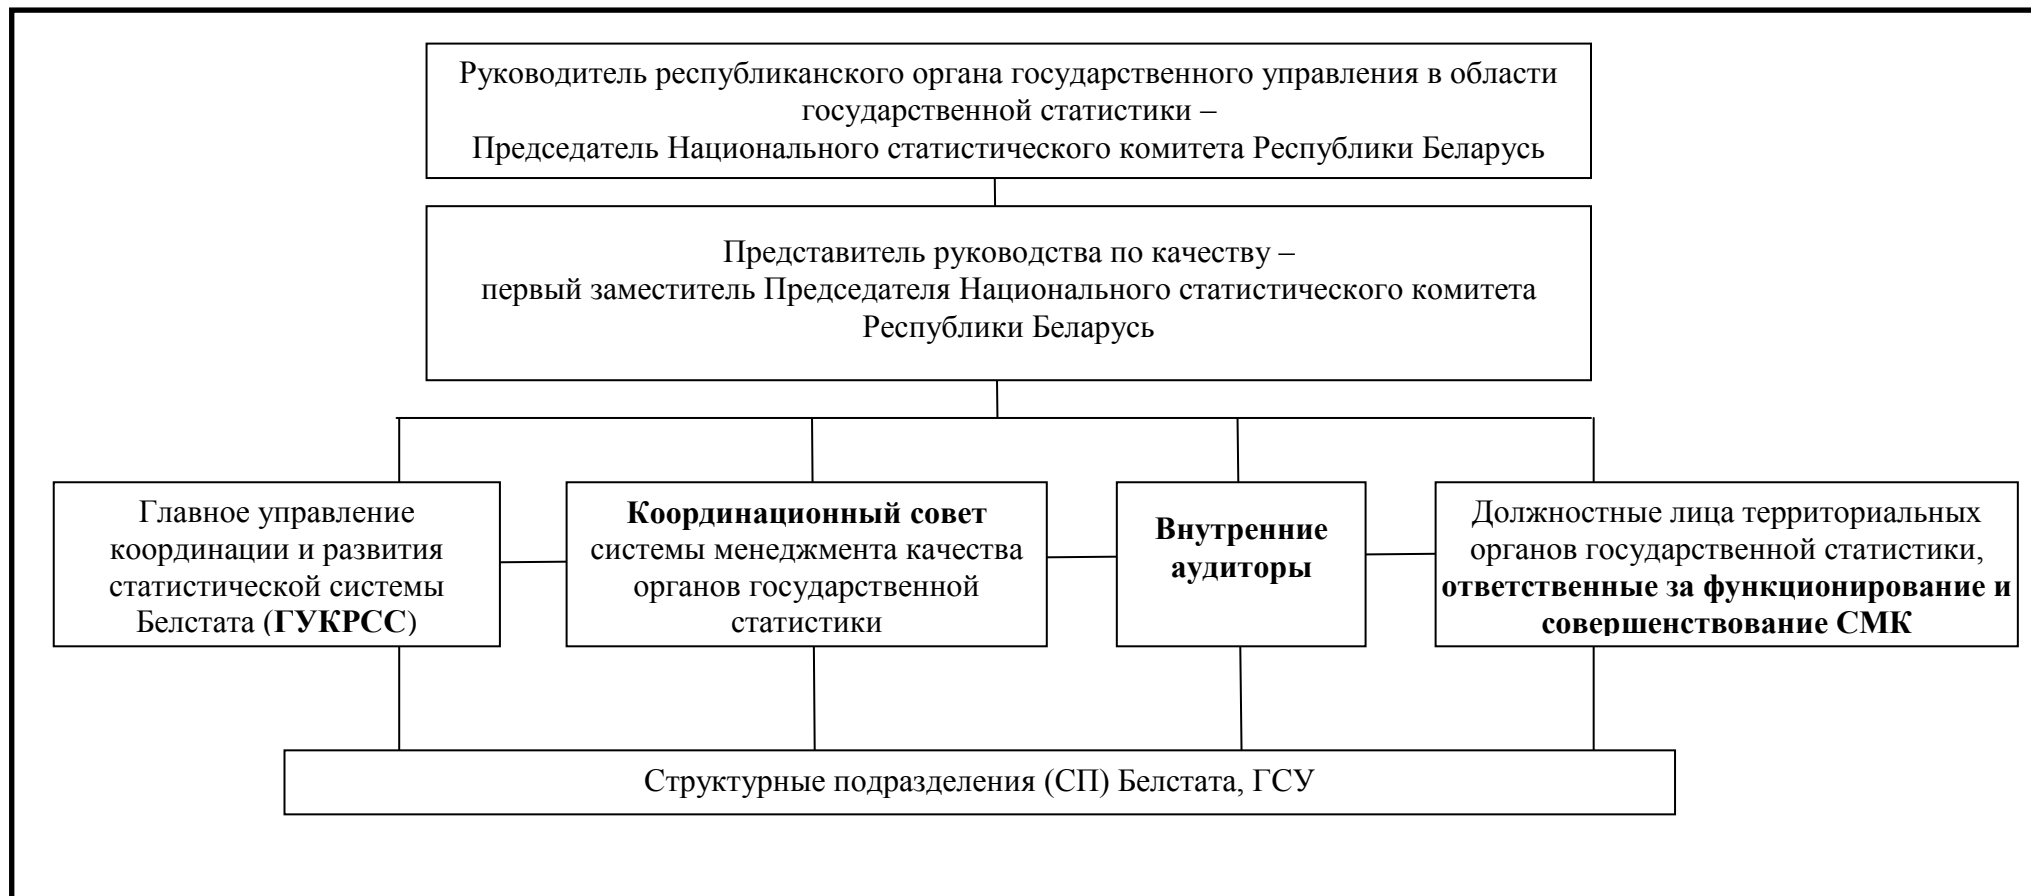 Руководитель республиканского органа государственного управления в области
государственной статистики –
Председатель Национального статистического комитета Республики Беларусь
Представитель руководства по качеству –
первый заместитель Председателя Национального статистического комитета
Республики Беларусь
Главное управление
координации и развития
статистической системы
Белстата (ГУКРСС)
Координационный совет
системы менеджмента качества
органов государственной
статистики
Внутренние
аудиторы
Должностные лица территориальных
органов государственной статистики,
ответственные за функционирование и
совершенствование СМК
Структурные подразделения (СП) Белстата, ГСУ